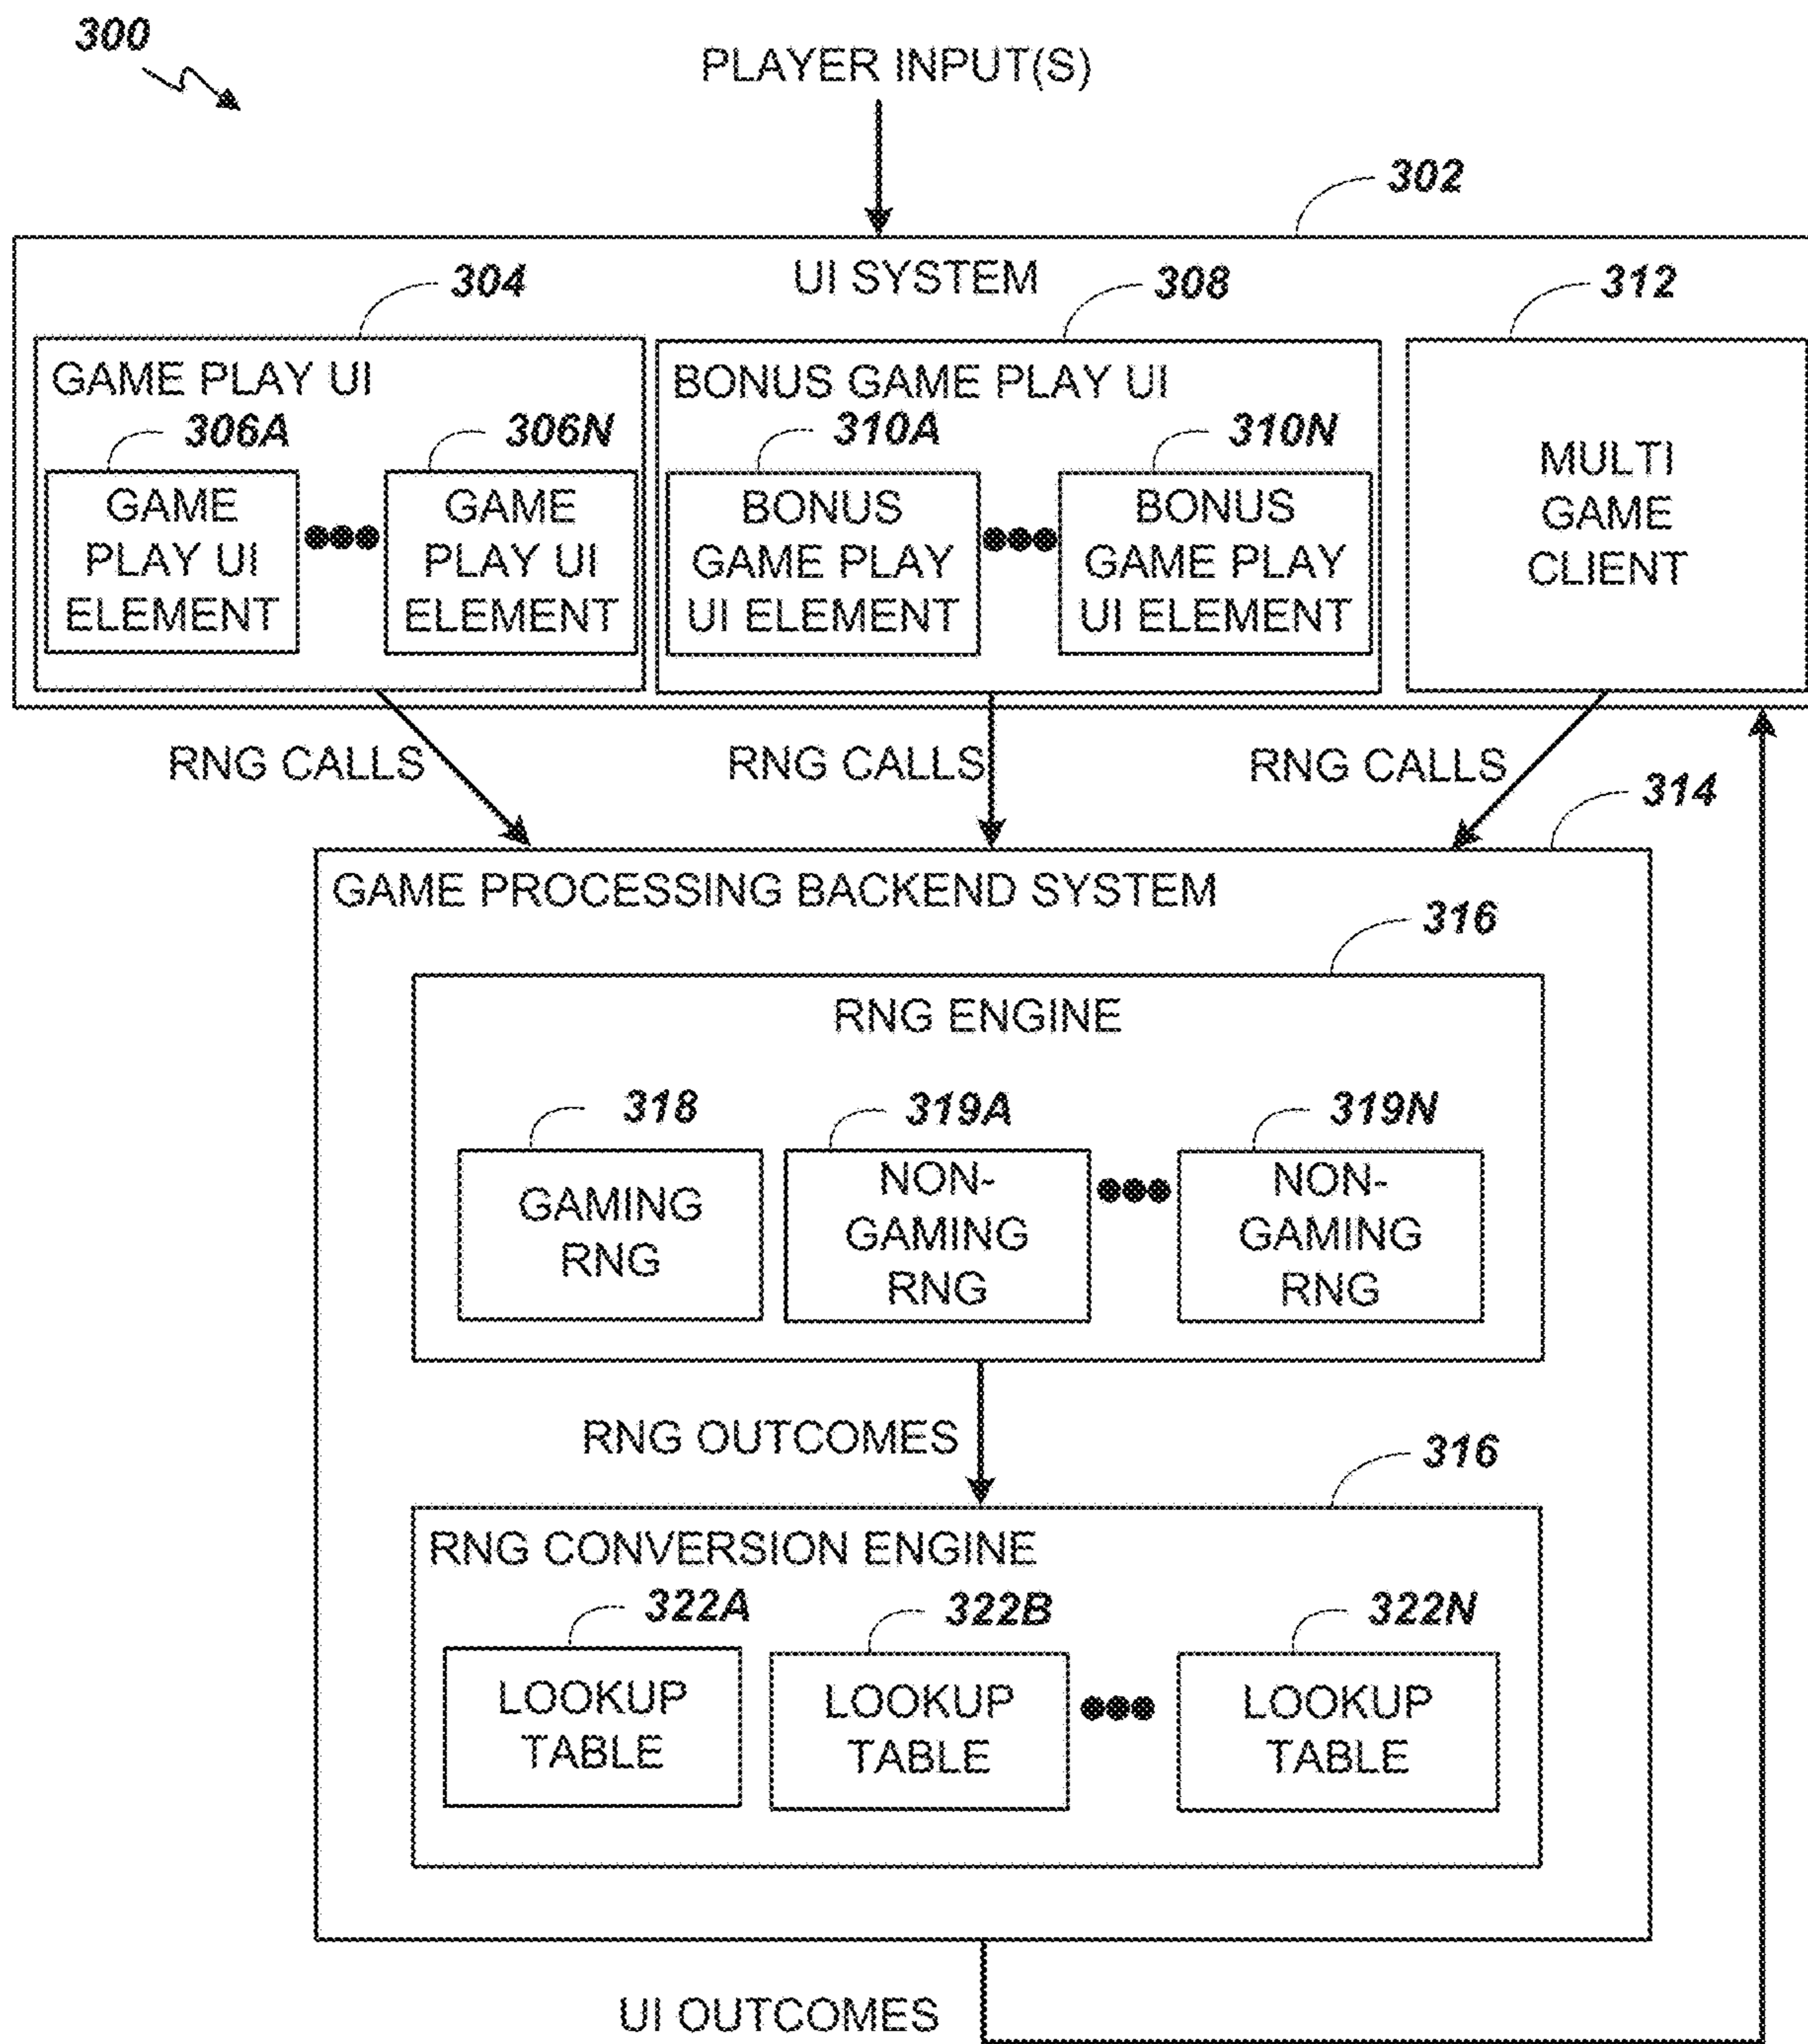 300
PLAYER INPUT(S)
302
UI SYSTEM
304
308
312
GAME PLAY UI
306A
306N
GAME
PLAY UI
ELEMENT
GAME
PLAY UI
ELEMENT
BONUS GAME PLAY UI
310A
310N
BONUS
GAME PLAY
UI ELEMENT
BONUS
GAME PLAY
UI ELEMENT
MULTI
GAME
CLIENT
RNG CALLS
RNG CALLS
RNG CALLS
314
GAME PROCESSING BACKEND SYSTEM
316
RNG ENGINE
318
319A
319N
GAMING
RNG
NON-
GAMING
RNG
NON-
GAMING
RNG
RNG OUTCOMES
316
RNG CONVERSION ENGINE
322A
322B
322N
LOOKUP
TABLE
LOOKUP
TABLE
LOOKUP
TABLE
UI OUTCOMES